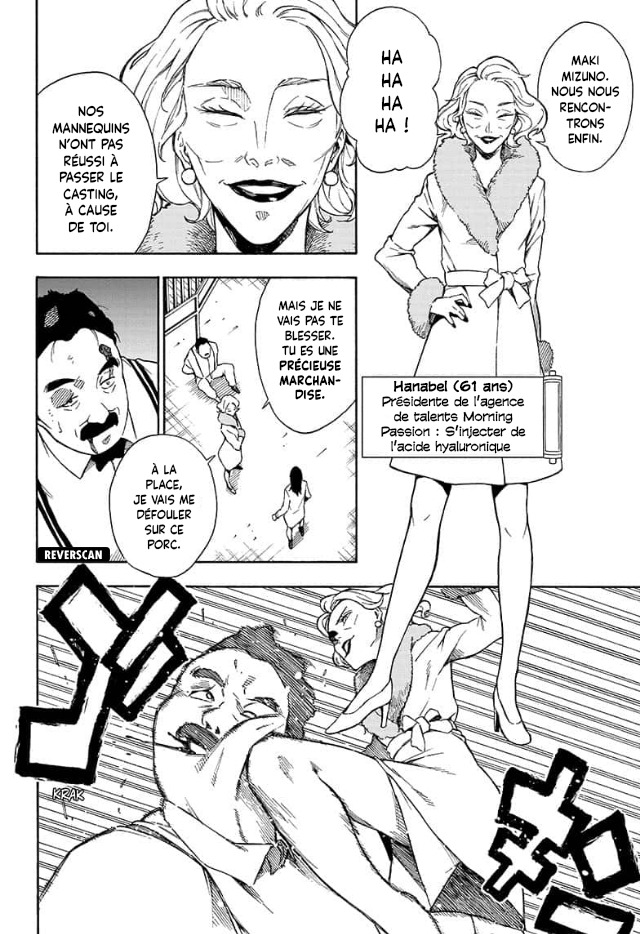 MAKI
MIZUNO.
NOUS NOUS
RENCON-
TRONS
ENFIN.
HA
HA
HA
HA !
NOS
MANNEQUINS
N'ONT PAS
RÉUSSI À
PASSER LE
CASTING,
À CAUSE
DE TOI.
Hanabel (61 ans)
Présidente de l'agence
de talents Morning
Passion : S'injecter de
l'acide hyaluronique
MAIS JE NE
VAIS PAS TE
BLESSER.
TU ES UNE
PRÉCIEUSE
MARCHAN-
DISE.
À LA
PLACE,
JE VAIS ME
DÉFOULER
SUR CE
PORC.
REVERSCAN
KRAK